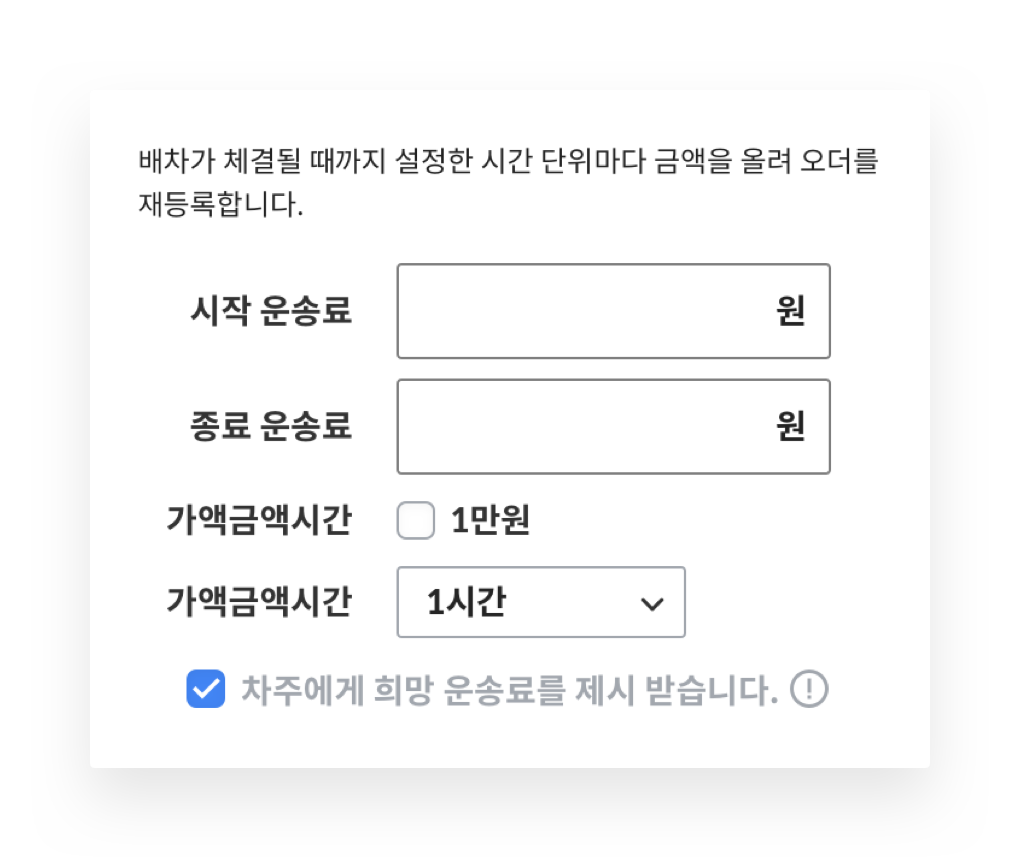 배차가 체결될 때까지 설정한 시간 단위마다 금액을 올려 오더를
재등록합니다.
시작 운송료 원
종료 운송료 원
가액금액시간 1만원
가액금액시간 1시간
차주에게 희망 운송료를 제시 받습니다.